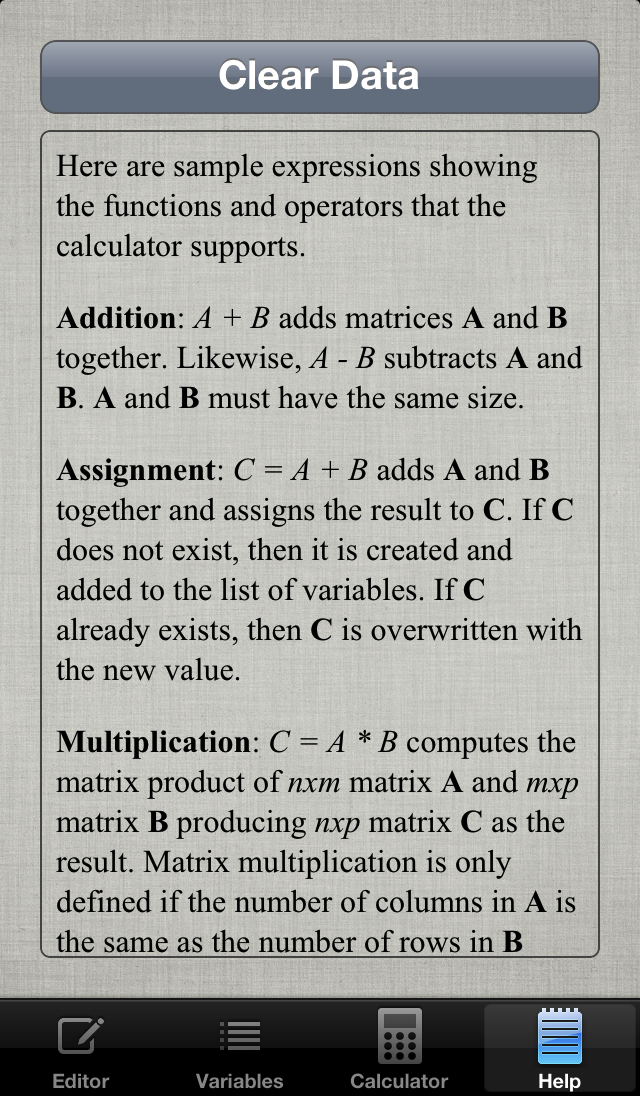 Clear Data
Here are sample expressions showing
the functions and operators that the
calculator supports.
Addition: A + B adds matrices A and B
together. Likewise, A - B subtracts A and
B. A and B must have the same size.
Assignment: C = A + B adds A and B
together and assigns the result to C. If C
does not exist, then it is created and
added to the list of variables. If C
already exists, then C is overwritten with
the new value.
Multiplication: C = A * B computes the
matrix product of nxm matrix A and mxp
matrix B producing nxp matrix C as the
result. Matrix multiplication is only
defined if the number of columns in A is
the same as the number of rows in B
Editor
Variables
Calculator
Help